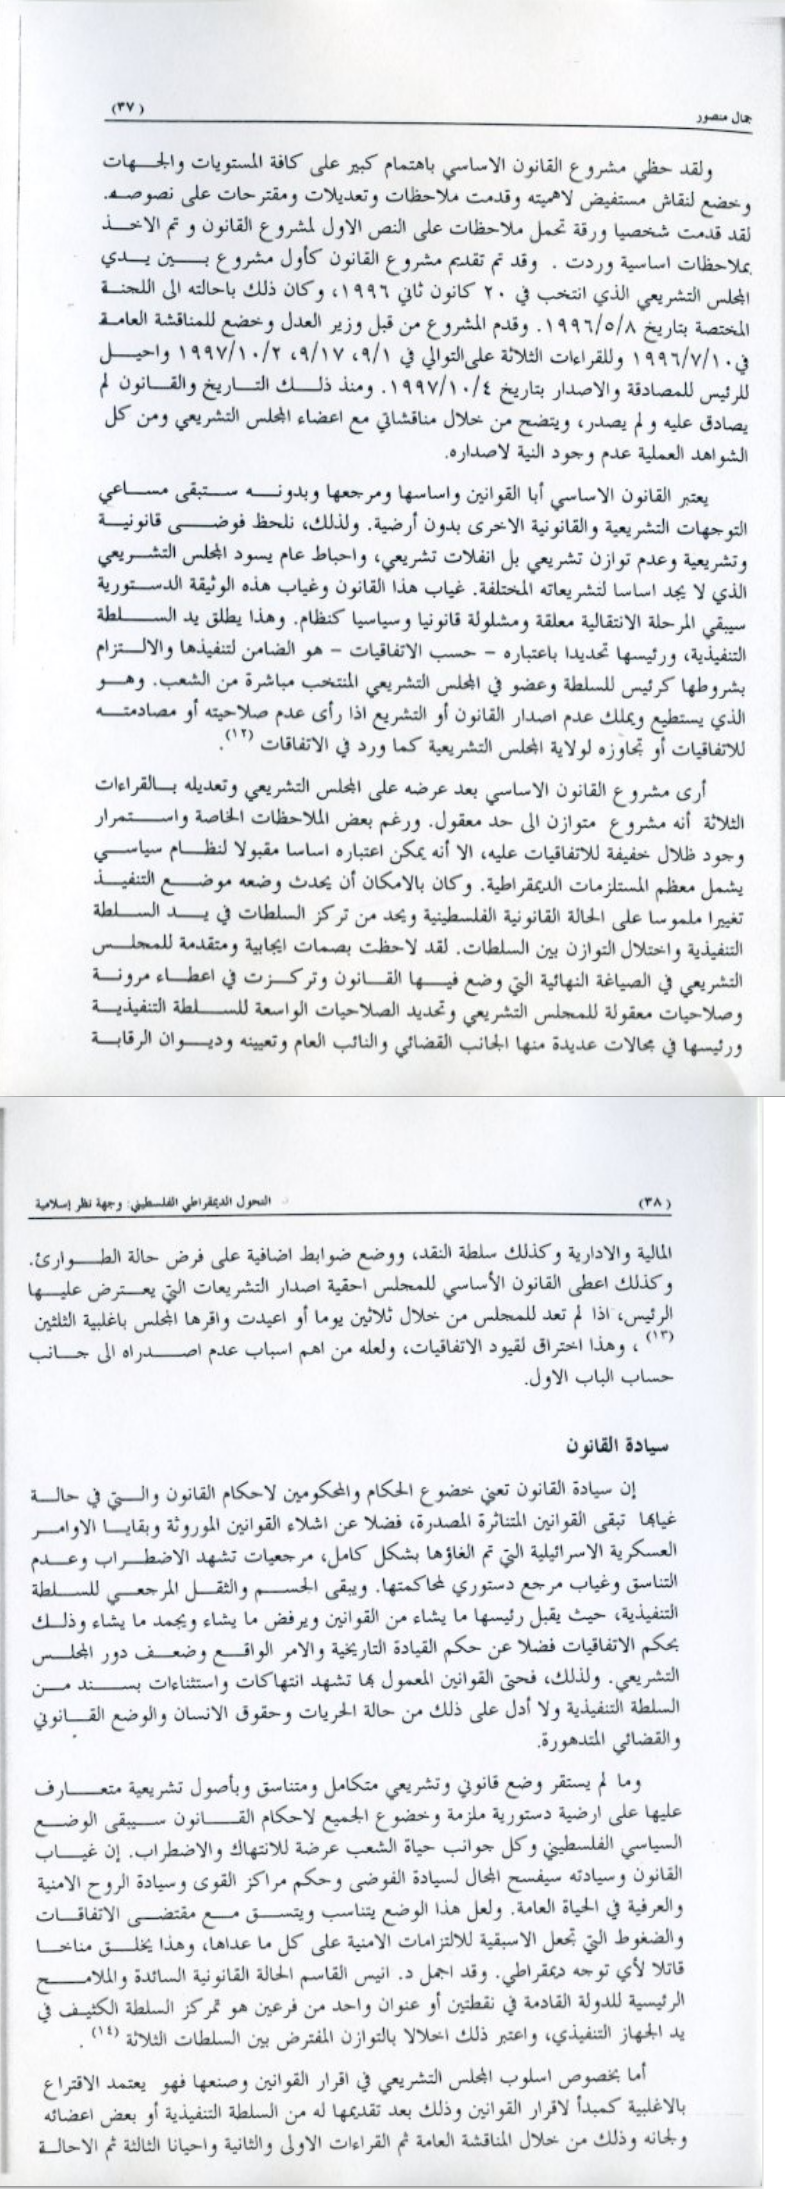 جمال منصور (٣٧)
ولقد حظي مشروع القانون الاساسي باهتمام كبير على كافة المستويات والجهات
وخضع لنقاش مستفيض لاهميته وقدمت ملاحظات وتعديلات ومقترحات على نصوصه.
لقد قدمت شخصيا ورقة تحمل ملاحظات على النص الاول لمشروع القانون و تم الاخذ
بملاحظات اساسية وردت . وقد تم تقديم مشروع القانون كأول مشروع بين يدي
المجلس التشريعي الذي انتخب في ٢٠ كانون ثاني ١٩٩٦، وكان ذلك باحالته الى اللجنة
المختصة بتاريخ ١٩٩٦/٥/٨. وقدم المشروع من قبل وزير العدل وخضع للمناقشة العامة
في ١٩٩٦/٧/١٠ وللقراءات الثلاثة على التوالي في ٩/١، ٩/١٧، ١٩٩٧/١٠/٢ واحيل
للرئيس للمصادقة والاصدار بتاريخ ١٩٩٧/١٠/٤. ومنذ ذلك التاريخ والقانون لم
يصادق عليه و لم يصدر، ويتضح من خلال مناقشاتي مع اعضاء المجلس التشريعي ومن كل
الشواهد العملية عدم وجود النية لاصداره.
يعتبر القانون الاساسي أبا القوانين واساسها ومرجعها وبدونه ستبقى مساعي
التوجهات التشريعية والقانونية الاخرى بدون أرضية. ولذلك، نلحظ فوضى قانونية
وتشريعية وعدم توازن تشريعي بل انفلات تشريعي، واحباط عام يسود المجلس التشريعي
الذي لا يجد اساسا لتشريعاته المختلفة. غياب هذا القانون وغياب هذه الوثيقة الدستورية
سيبقي المرحلة الانتقالية معلقة ومشلولة قانونيا وسياسيا كنظام. وهذا يطلق يد السلطة
التنفيذية، ورئيسها تحديدا باعتباره - حسب الاتفاقيات - هو الضامن لتنفيذها والالتزام
بشروطها كرئيس للسلطة وعضو في المجلس التشريعي المنتخب مباشرة من الشعب. وهو
الذي يستطيع ويملك عدم اصدار القانون أو التشريع اذا رأى عدم صلاحيته أو مصادمته
للاتفاقيات أو تجاوزه لولاية المجلس التشريعية كما ورد في الاتفاقات (١٢).
أرى مشروع القانون الاساسي بعد عرضه على المجلس التشريعي وتعديله بالقراءات
الثلاثة أنه مشروع متوازن الى حد معقول. ورغم بعض الملاحظات الخاصة واستمرار
وجود ظلال خفيفة للاتفاقيات عليه، الا أنه يمكن اعتباره اساسا مقبولا لنظام سياسي
يشمل معظم المستلزمات الديمقراطية. وكان بالامكان أن يحدث وضعه موضع التنفيذ
تغييرا ملموسا على الحالة القانونية الفلسطينية ويحد من تركز السلطات في يد السلطة
التنفيذية واختلال التوازن بين السلطات. لقد لاحظت بصمات ايجابية ومتقدمة للمجلس
التشريعي في الصياغة النهائية التي وضع فيها القانون وتركزت في اعطاء مرونة
وصلاحيات معقولة للمجلس التشريعي وتحديد الصلاحيات الواسعة للسلطة التنفيذية
ورئيسها في مجالات عديدة منها الجانب القضائي والنائب العام وتعيينه وديوان الرقابة
(٣٨) التحول الديمقراطي الفلسطيني: وجهة نظر إسلامية
المالية والادارية وكذلك سلطة النقد، ووضع ضوابط اضافية على فرض حالة الطوارئ.
وكذلك اعطى القانون الأساسي للمجلس احقية اصدار التشريعات التي يعترض عليها
الرئيس، اذا لم تعد للمجلس من خلال ثلاثين يوما أو اعيدت واقرها المجلس باغلبية الثلثين
(١٣) ، وهذا اختراق لقيود الاتفاقيات، ولعله من اهم اسباب عدم اصدراه الى جانب
حساب الباب الاول.
سيادة القانون
إن سيادة القانون تعني خضوع الحكام والمحكومين لاحكام القانون والتي في حالة
غيابها تبقى القوانين المتناثرة المصدرة، فضلا عن اشلاء القوانين الموروثة وبقايا الاوامر
العسكرية الاسرائيلية التي تم الغاؤها بشكل كامل، مرجعيات تشهد الاضطراب وعدم
التناسق وغياب مرجع دستوري لمحاكمتها. ويبقى الجسم والثقل المرجعي للسلطة
التنفيذية، حيث يقبل رئيسها ما يشاء من القوانين ويرفض ما يشاء ويجمد ما يشاء وذلك
بحكم الاتفاقيات فضلا عن حكم القيادة التاريخية والامر الواقع وضعف دور المجلس
التشريعي. ولذلك، فحتى القوانين المعمول بها تشهد انتهاكات واستثناءات بسند من
السلطة التنفيذية ولا أدل على ذلك من حالة الحريات وحقوق الانسان والوضع القانوني
والقضائي المتدهورة.
وما لم يستقر وضع قانوني وتشريعي متكامل ومتناسق وبأصول تشريعية متعارف
عليها على ارضية دستورية ملزمة وخضوع الجميع لاحكام القانون سيبقى الوضع
السياسي الفلسطيني وكل جوانب حياة الشعب عرضة للانتهاك والاضطراب. إن غياب
القانون وسيادته سيفسح المجال لسيادة الفوضى وحكم مراكز القوى وسيادة الروح الامنية
والعرفية في الحياة العامة. ولعل هذا الوضع يتناسب ويتسق مع مقتضى الاتفاقات
والضغوط التي تجعل الاسبقية للالتزامات الامنية على كل ما عداها، وهذا يخلق مناخا
قاتلا لأي توجه ديمقراطي. وقد اجمل د. انيس القاسم الحالة القانونية السائدة والملامح
الرئيسية للدولة القادمة في نقطتين أو عنوان واحد من فرعين هو تمركز السلطة الكثيف في
يد الجهاز التنفيذي، واعتبر ذلك اخلالا بالتوازن المفترض بين السلطات الثلاثة (١٤) .
أما بخصوص اسلوب المجلس التشريعي في اقرار القوانين وصنعها فهو يعتمد الاقتراع
بالاغلبية كمبدأ لاقرار القوانين وذلك بعد تقديمها له من السلطة التنفيذية أو بعض اعضائه
ولجانه وذلك من خلال المناقشة العامة ثم القراءات الاولى والثانية واحيانا الثالثة ثم الاحالة